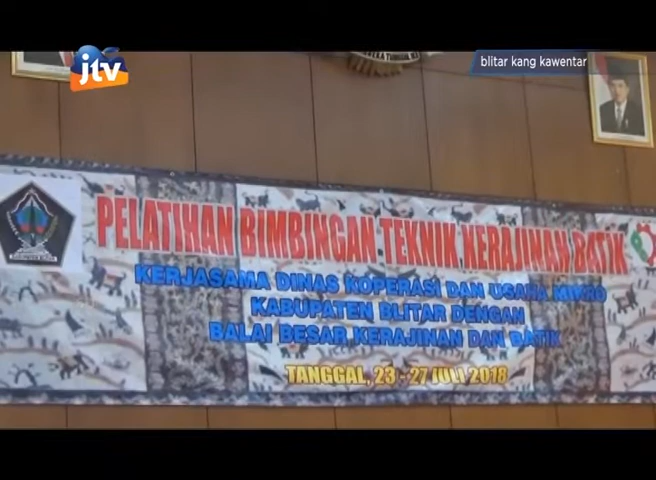 jtv
blitar kang kawentar
PELATIHAN BIMBINGAN TEKNIK KERAJINAN BATIK
KERJASAMA DINAS KOPERASI DAN USAHA MIKRO
KABUPATEN BLITAR DENGAN
BALAI BESAR KERAJINAN DAN BATIK
TANGGAL, 23 - 27 JULI 2018